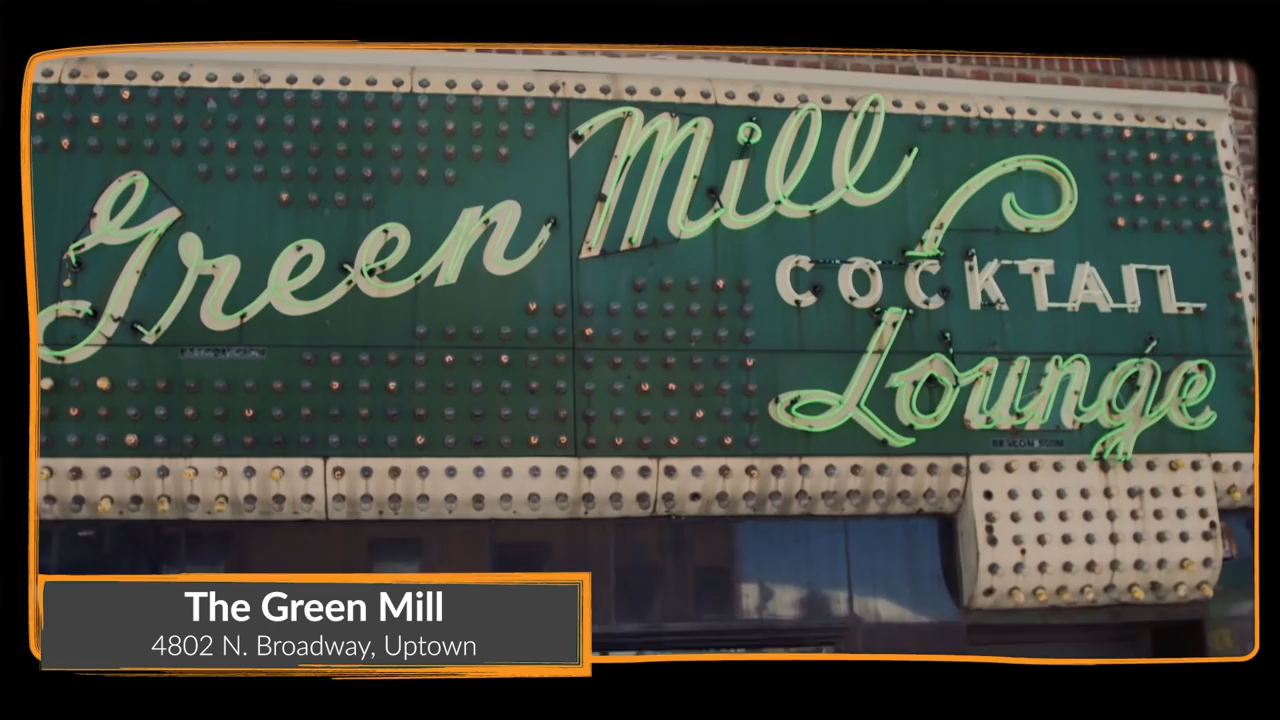 Green Mill
COCKTAIL
Lounge
The Green Mill
4802 N. Broadway, Uptown